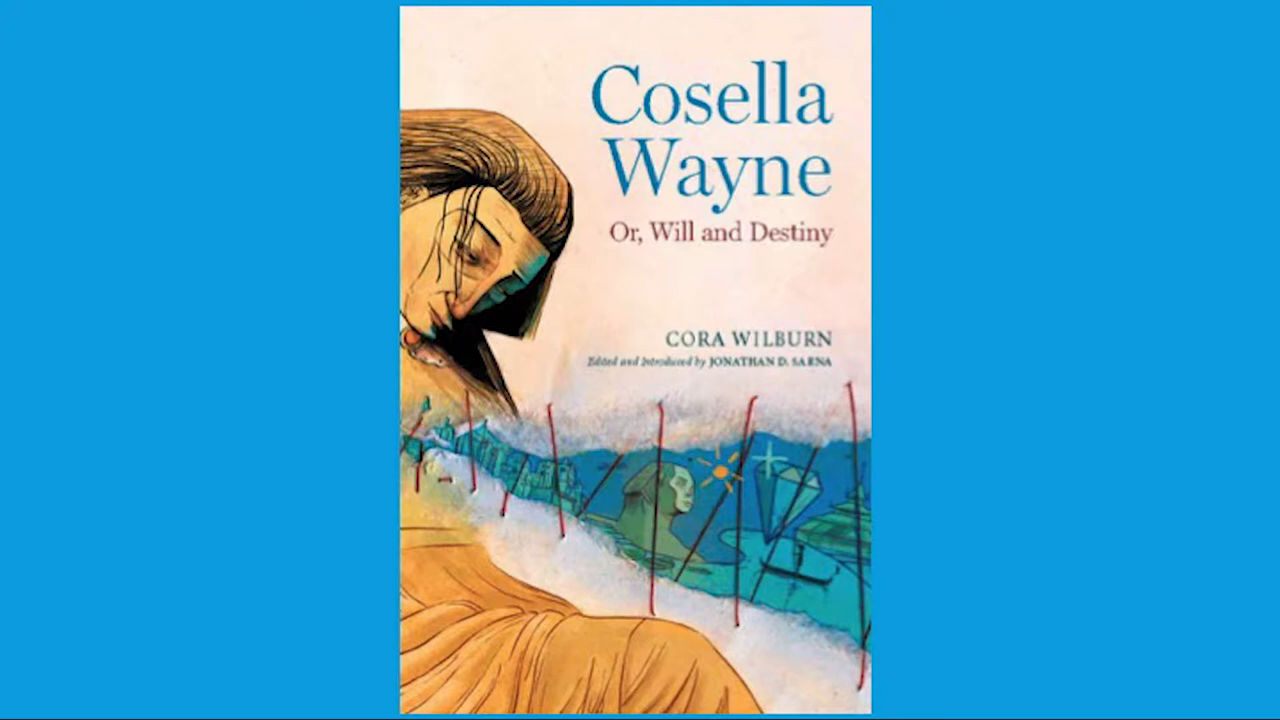 Cosella
Wayne
Or, Will and Destiny
CORA WILBURN
Edited and Introduced by JONATHAN D. SARNA